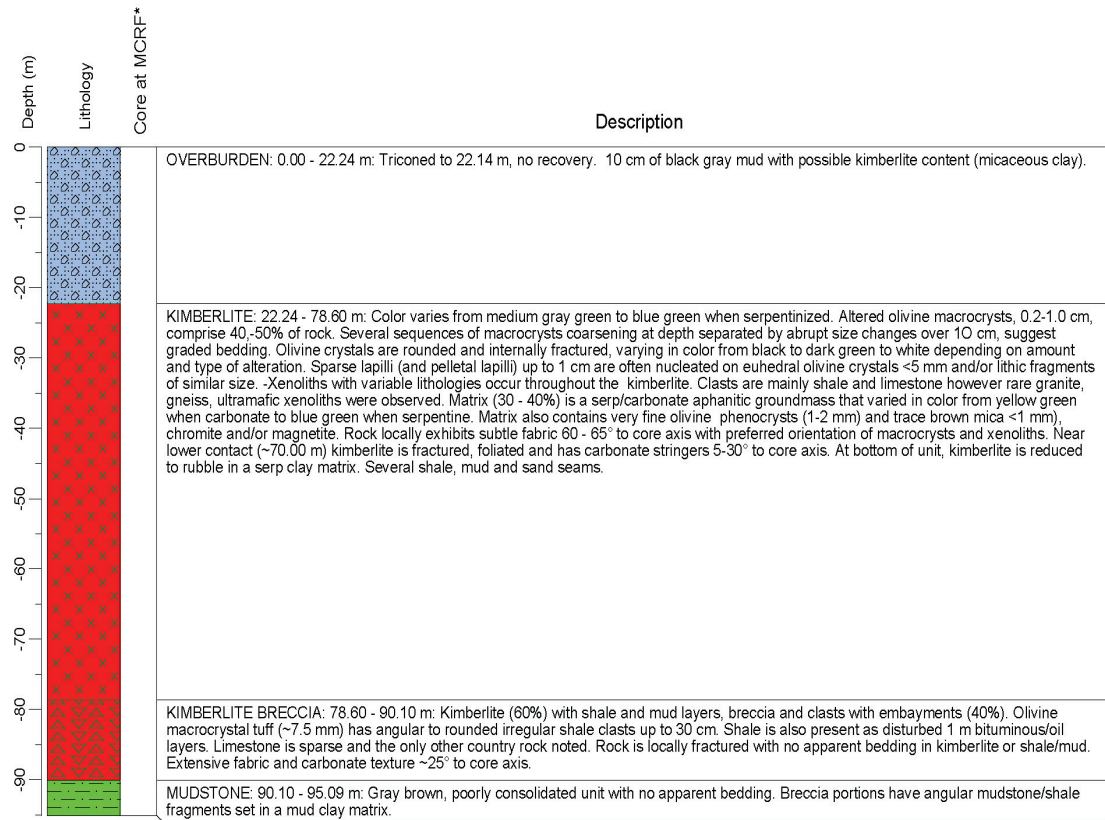 Depth (m)
Lithology
Core at MCRF*
Description
0
-10
-20
-30
-40
-50
-60
-70
-80
-90
OVERBURDEN: 0.00 - 22.24 m: Triconed to 22.14 m, no recovery. 10 cm of black gray mud with possible kimberlite content (micaceous clay).
KIMBERLITE: 22.24 - 78.60 m: Color varies from medium gray green to blue green when serpentinized. Altered olivine macrocrysts, 0.2-1.0 cm,
comprise 40,-50% of rock. Several sequences of macrocrysts coarsening at depth separated by abrupt size changes over 1O cm, suggest
graded bedding. Olivine crystals are rounded and internally fractured, varying in color from black to dark green to white depending on amount
and type of alteration. Sparse lapilli (and pelletal lapilli) up to 1 cm are often nucleated on euhedral olivine crystals <5 mm and/or lithic fragments
of similar size. -Xenoliths with variable lithologies occur throughout the kimberlite. Clasts are mainly shale and limestone however rare granite,
gneiss, ultramafic xenoliths were observed. Matrix (30 - 40%) is a serp/carbonate aphanitic groundmass that varied in color from yellow green
when carbonate to blue green when serpentine. Matrix also contains very fine olivine phenocrysts (1-2 mm) and trace brown mica <1 mm),
chromite and/or magnetite. Rock locally exhibits subtle fabric 60 - 65° to core axis with preferred orientation of macrocrysts and xenoliths. Near
lower contact (~70.00 m) kimberlite is fractured, foliated and has carbonate stringers 5-30° to core axis. At bottom of unit, kimberlite is reduced
to rubble in a serp clay matrix. Several shale, mud and sand seams.
KIMBERLITE BRECCIA: 78.60 - 90.10 m: Kimberlite (60%) with shale and mud layers, breccia and clasts with embayments (40%). Olivine
macrocrystal tuff (~7.5 mm) has angular to rounded irregular shale clasts up to 30 cm. Shale is also present as disturbed 1 m bituminous/oil
layers. Limestone is sparse and the only other country rock noted. Rock is locally fractured with no apparent bedding in kimberlite or shale/mud.
Extensive fabric and carbonate texture ~25° to core axis.
MUDSTONE: 90.10 - 95.09 m: Gray brown, poorly consolidated unit with no apparent bedding. Breccia portions have angular mudstone/shale
fragments set in a mud clay matrix.